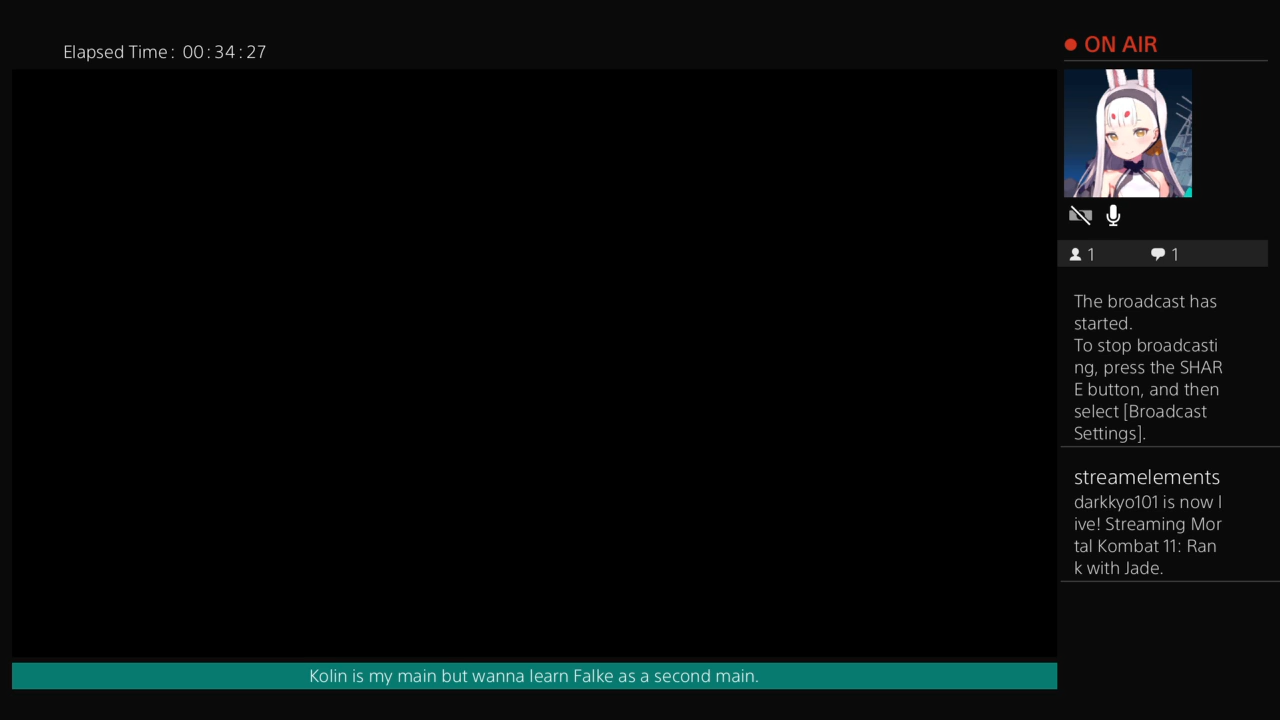 Elapsed Time: 00:34:27
ON AIR
1
1
The broadcast has
started.
To stop broadcasti
ng, press the SHAR
E button, and then
select [Broadcast
Settings].
streamelements
darkkyo101 is now l
ive! Streaming Mor
tal Kombat 11: Ran
k with Jade.
Kolin is my main but wanna learn Falke as a second main.